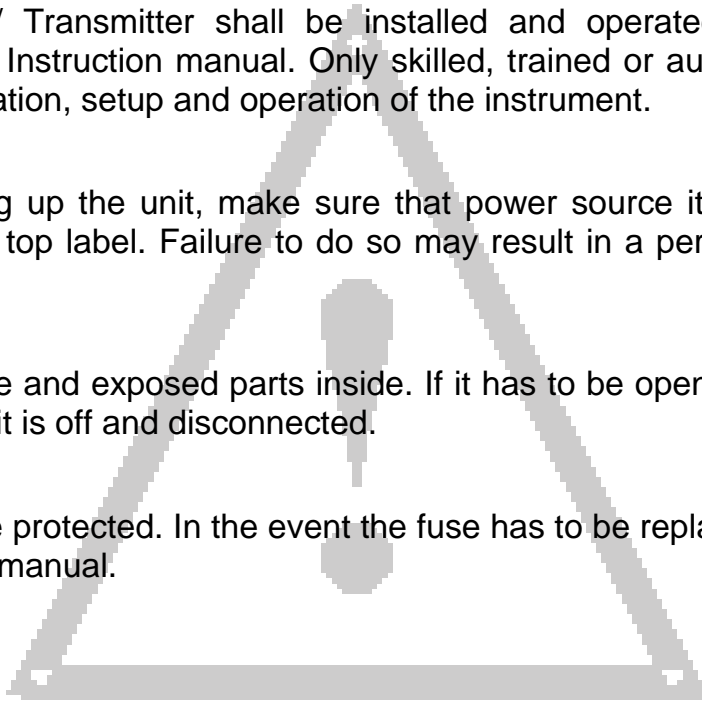 / Transmitter shall be installed and operated
Instruction manual. Only skilled, trained or au
ation, setup and operation of the instrument.
g up the unit, make sure that power source it
top label. Failure to do so may result in a per
e and exposed parts inside. If it has to be open
it is off and disconnected.
e protected. In the event the fuse has to be repla
manual.